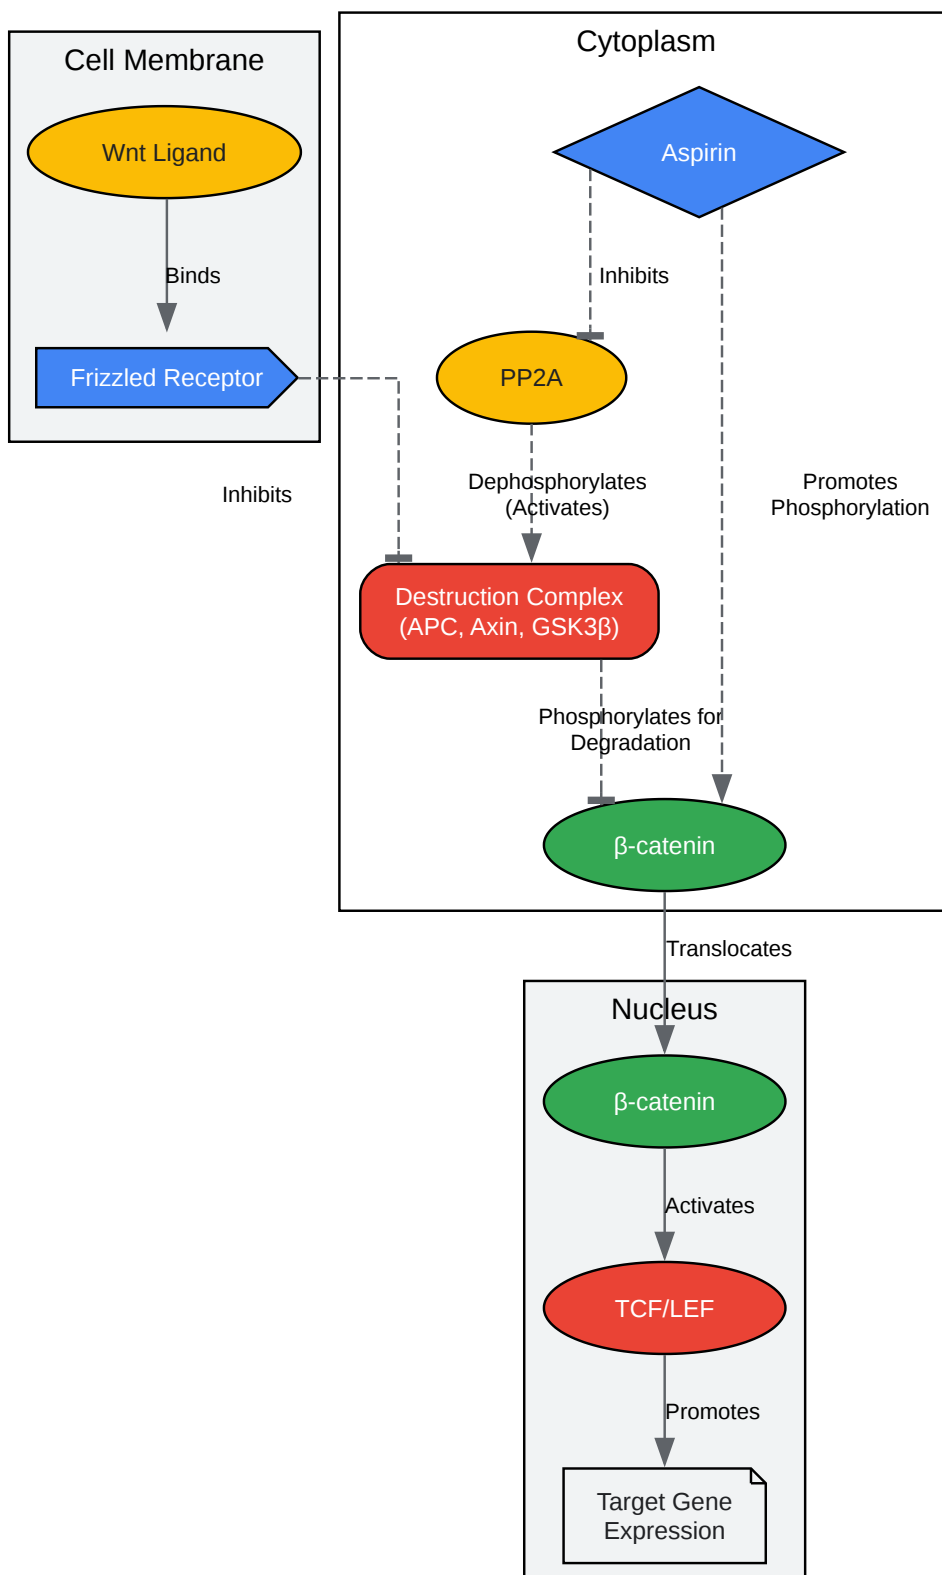 Cell Membrane
Wnt Ligand
Binds
Frizzled Receptor
Inhibits
Cytoplasm
Aspirin
Inhibits
PP2A
Dephosphorylates
(Activates)
Promotes
Phosphorylation
Destruction Complex
(APC, Axin, GSK3β)
Phosphorylates for
Degradation
β-catenin
Translocates
Nucleus
β-catenin
Activates
TCF/LEF
Promotes
Target Gene
Expression